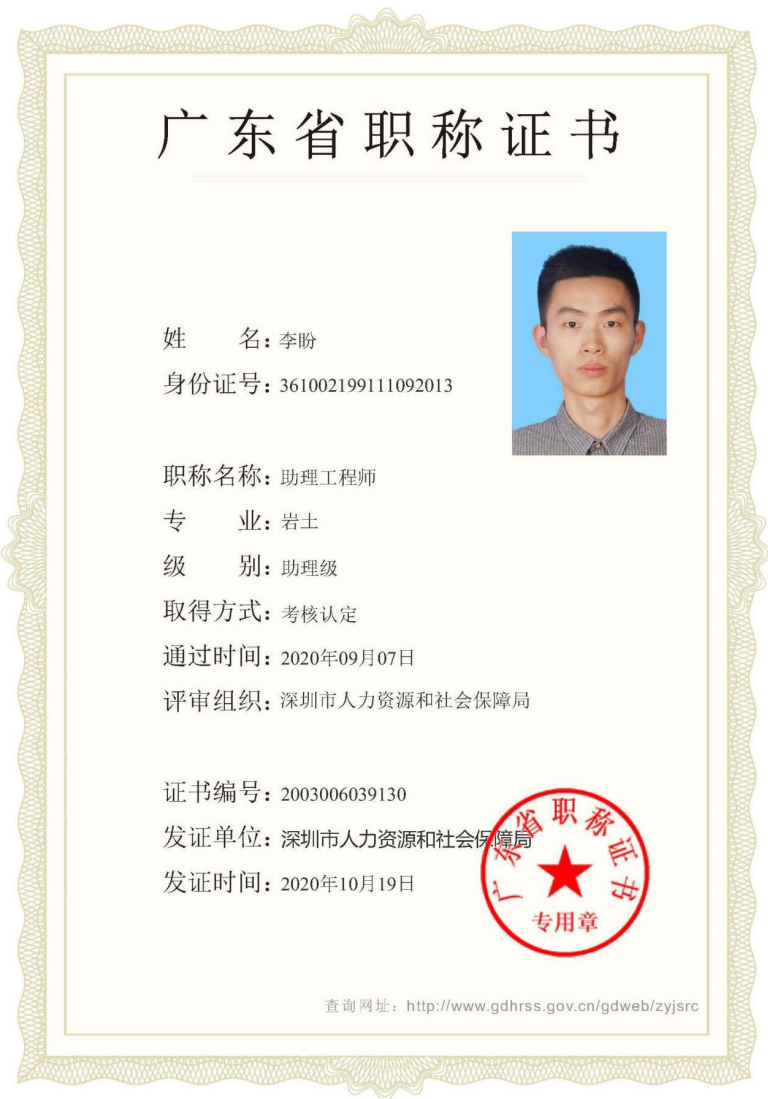 广东省职称证书
姓 名：李盼
身份证号：361002199111092013
职称名称：助理工程师
专 业：岩土
级 别：助理级
取得方式：考核认定
通过时间：2020年09月07日
评审组织：深圳市人力资源和社会保障局
证书编号：2003006039130
发证单位：深圳市人力资源和社会保障局
发证时间：2020年10月19日
广东省职称证书
专用章
查询网址：http://www.gdhrss.gov.cn/gdweb/zyjsrc